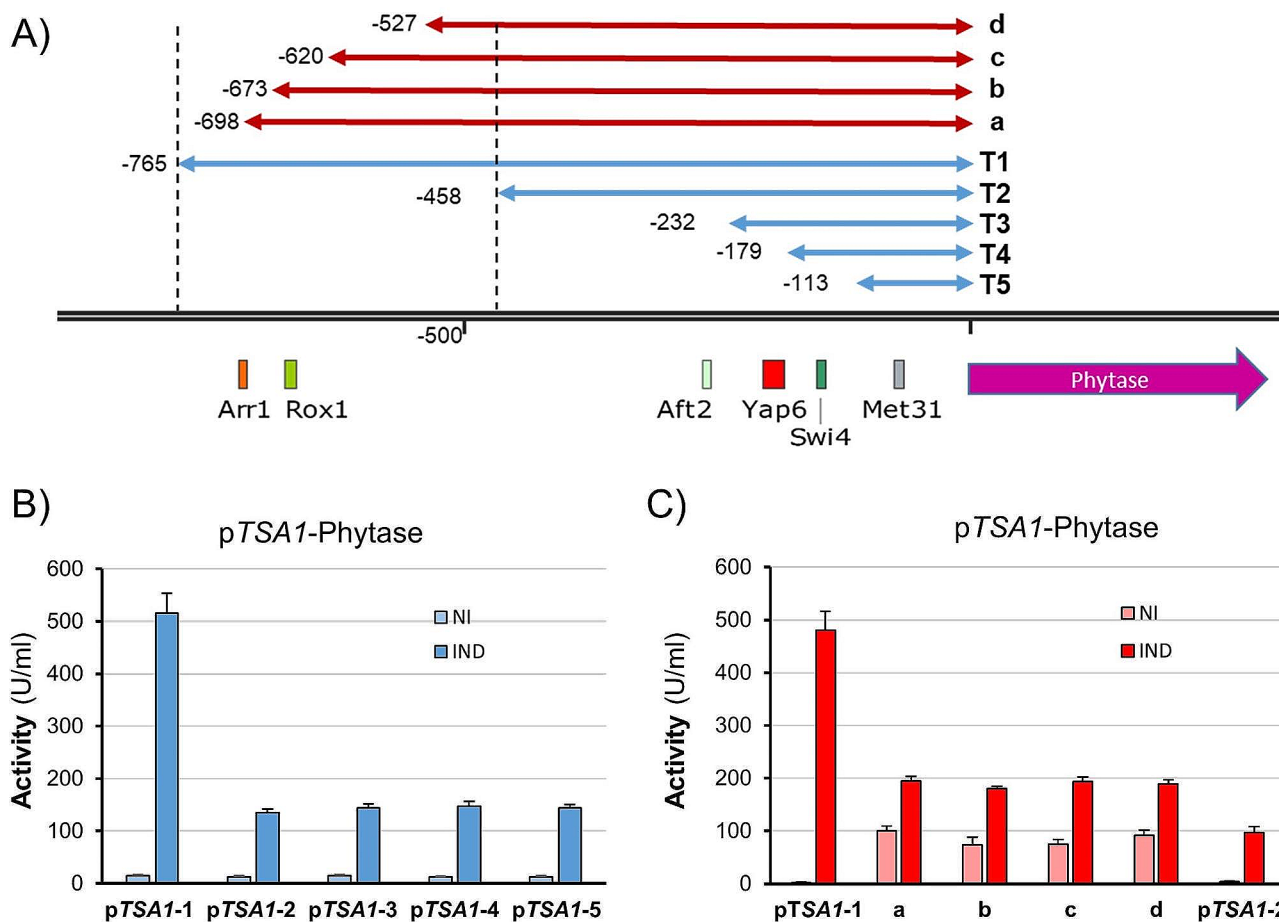 A)
-527 d
-620 c
-673 b
-698 a
-765 T1
-458 T2
-232 T3
-179 T4
-113 T5
-500
Phytase
Arr1 Rox1 Aft2 Yap6 Met31
Swi4
B)
pTSA1-Phytase
600
500
400
300
200
100
0
Activity (U/ml)
NI
IND
pTSA1-1 pTSA1-2 pTSA1-3 pTSA1-4 pTSA1-5
C)
pTSA1-Phytase
600
500
400
300
200
100
0
Activity (U/ml)
NI
IND
pTSA1-1 a b c d pTSA1-2